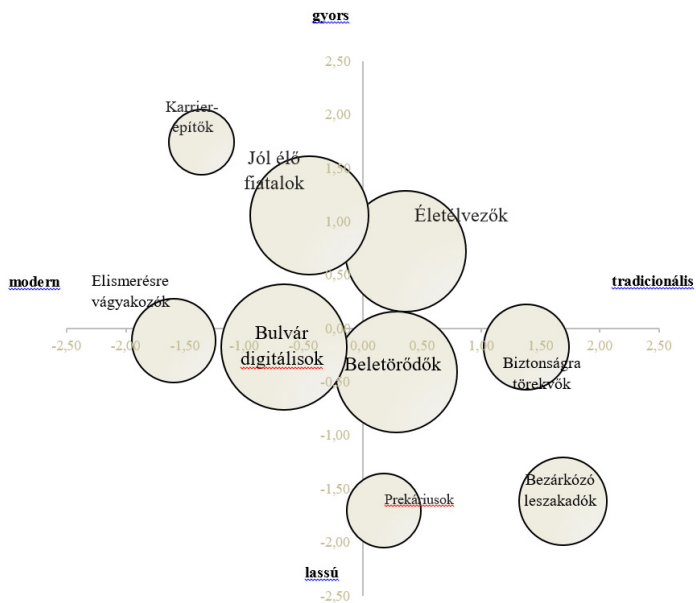 gyors
2,50
2,00
Karrier-
építők
Jól élő
1,50
fiatalok
Életélvezők
1,00
0,50
modern
Elismerésre
vágyakozók
tradicionális
0,00
-2,50 -2,00 -1,50 -1,00 -0,50 0,00 0,50 1,00 1,50 2,00 2,50
Bulvár
digitálisok
Beletörődők
Biztonságra
törekvők
-0,50
-1,00
-1,50
Prekáriusok
Bezárkózó
leszakadók
-2,00
lassú
-2,50